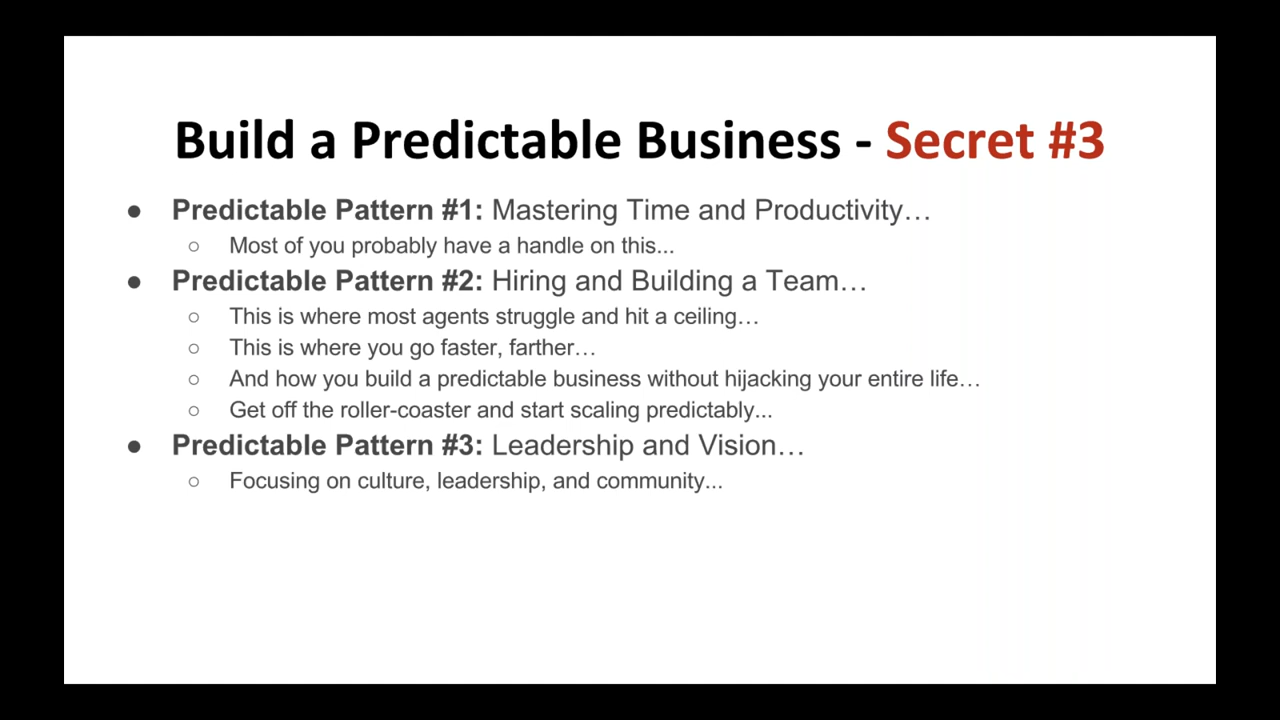 Build a Predictable Business - Secret #3
● Predictable Pattern #1: Mastering Time and Productivity…
○ Most of you probably have a handle on this...
● Predictable Pattern #2: Hiring and Building a Team…
○ This is where most agents struggle and hit a ceiling…
○ This is where you go faster, farther…
○ And how you build a predictable business without hijacking your entire life…
○ Get off the roller-coaster and start scaling predictably...
● Predictable Pattern #3: Leadership and Vision…
○ Focusing on culture, leadership, and community...